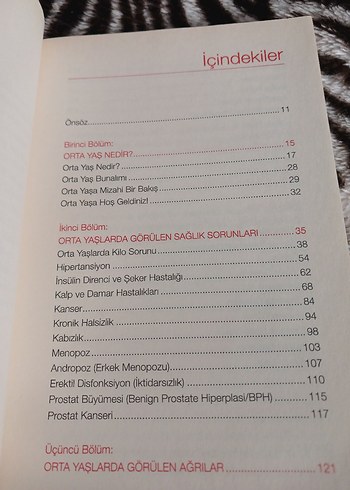 İçindekiler
Önsöz 11
Birinci Bölüm:
ORTA YAŞ NEDİR? 15
Orta Yaş Nedir? 17
Orta Yaş Bunalımı 28
Orta Yaşa Mizahi Bir Bakış 29
Orta Yaşa Hoş Geldiniz! 32
İkinci Bölüm:
ORTA YAŞLARDA GÖRÜLEN SAĞLIK SORUNLARI 35
Orta Yaşlarda Kilo Sorunu 38
Hipertansiyon 54
İnsülin Direnci ve Şeker Hastalığı 62
Kalp ve Damar Hastalıkları 68
Kanser 84
Kronik Halsizlik 94
Kabızlık 98
Menopoz 103
Andropoz (Erkek Menopozu) 107
Erektil Disfonksiyon (İktidarsızlık) 110
Prostat Büyümesi (Benign Prostate Hiperplasi/BPH) 115
Prostat Kanseri 117
Üçüncü Bölüm:
ORTA YAŞLARDA GÖRÜLEN AĞRILAR 121